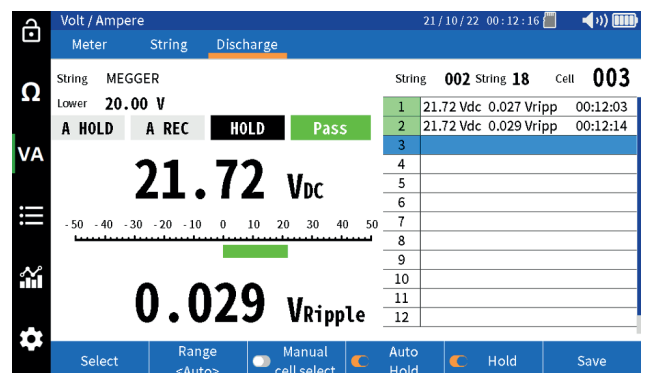 Volt / Ampere 21/10/22 00:12:16
Meter String Discharge
String MEGGER
Lower 20.00 V
A HOLD A REC HOLD Pass
21.72 VDC
-50 -40 -30 -20 -10 0 10 20 30 40 50
0.029 VRipple
String 002 String 18 Cell 003
1 21.72 Vdc 0.027 Vripp 00:12:03
2 21.72 Vdc 0.029 Vripp 00:12:14
3
4
5
6
7
8
9
10
11
12
Ω
VA
Select
Range
<Auto>
Manual
cell select
Auto
Hold
Hold
Save